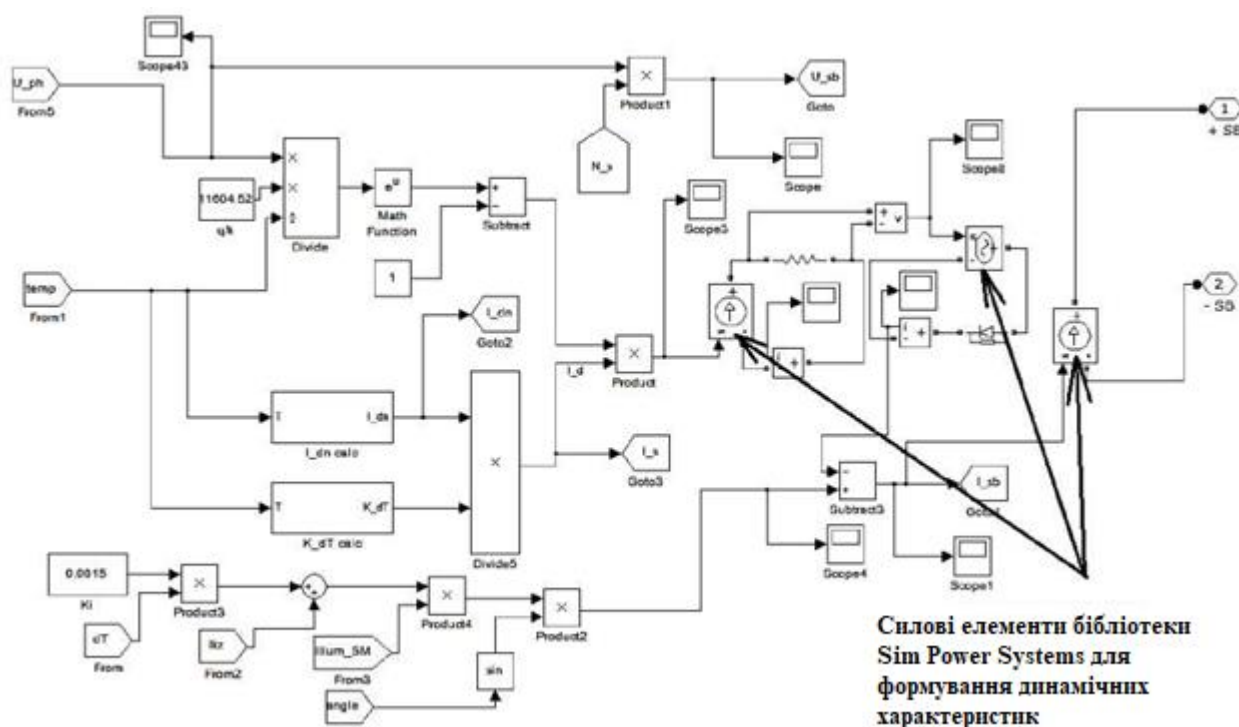 Scope43
U_ph
From5
×
Product1
U_sb
Goto
N_s
Scope
Scope8
1
+ SB
×
×
÷
Divide
11604.52
q/k
e^u
Math
Function
+
−
Subtract
1
Scope3
+
−
v
2
- SB
temp
From1
I_dn
Goto2
I_d
×
Product
T
I_dn
I_dn calc
×
Divide5
I_s
Goto3
T
K_dT
K_dT calc
−
+
Subtract3
I_sb
Scope4
Scope1
0.0015
Ki
×
Product3
dT
From
Ikz
From2
×
Product4
Illum_SM
From3
×
Product2
sin
angle
Силові елементи бібліотеки
Sim Power Systems для
формування динамічних
характеристик